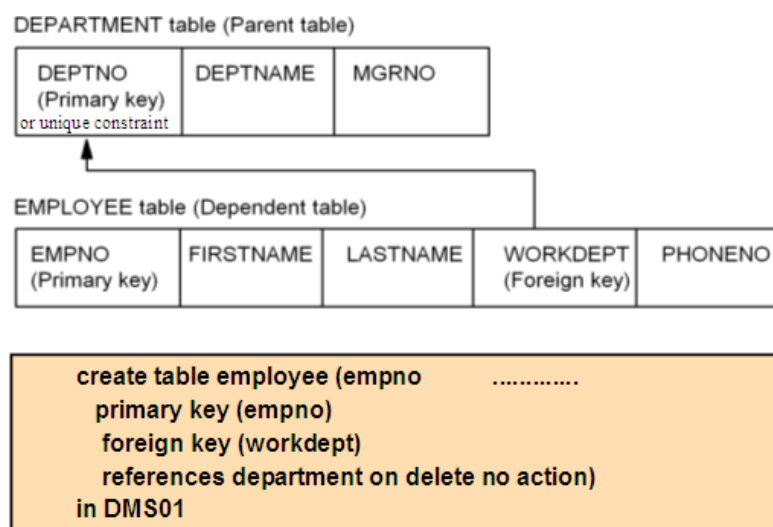 DEPARTMENT table (Parent table)
DEPTNO DEPTNAME MGRNO
(Primary key)
or unique constraint
EMPLOYEE table (Dependent table)
EMPNO FIRSTNAME LASTNAME WORKDEPT PHONENO
(Primary key) (Foreign key)
create table employee (empno .............
primary key (empno)
foreign key (workdept)
references department on delete no action)
in DMS01